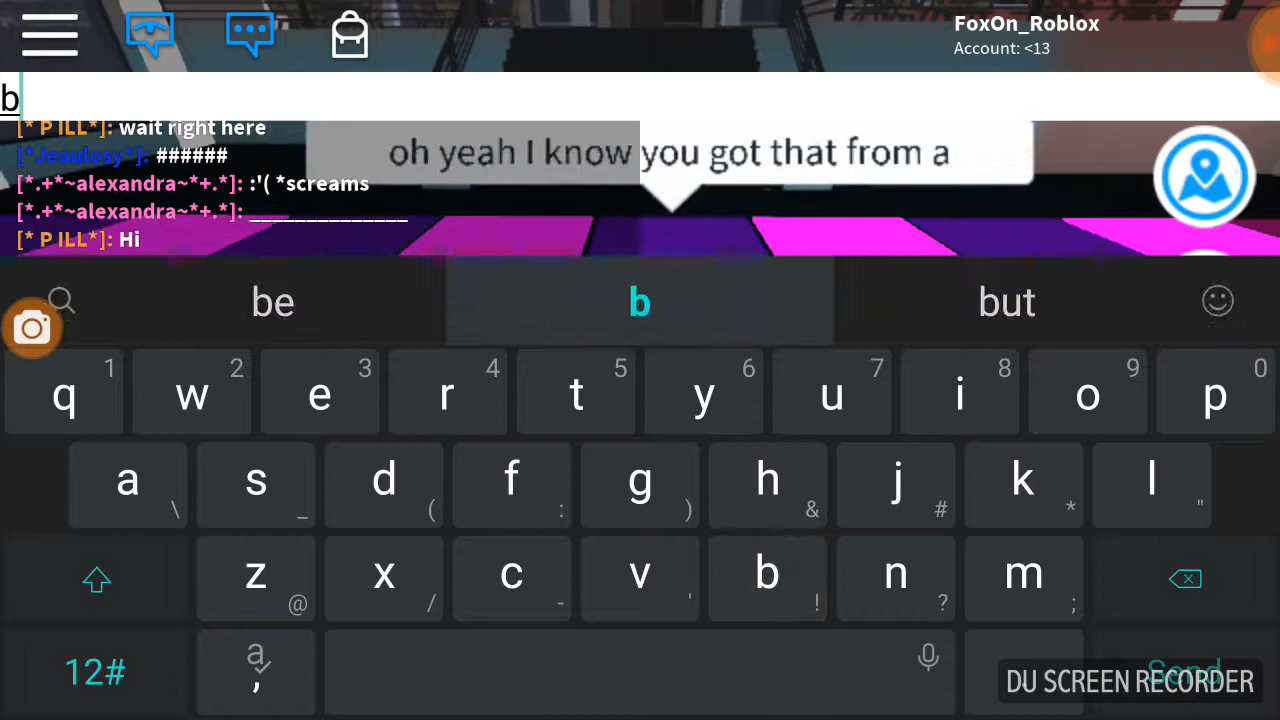 FoxOn_Roblox
Account: <13
b
[* P ILL*]: wait right here
[*Jeaulosy*]: ######
[*.+*~alexandra~*+.*]: :'( *screams
[*.+*~alexandra~*+.*]: _______________
[* P ILL*]: Hi
oh yeah I know you got that from a
be b but
1 2 3 4 5 6 7 8 9 0
q w e r t y u i o p
a s d f g h j k l
\ _ ( : ) & # * "
z x c v b n m
@ / - ' ! ? ;
12# a , . Send
DU SCREEN RECORDER